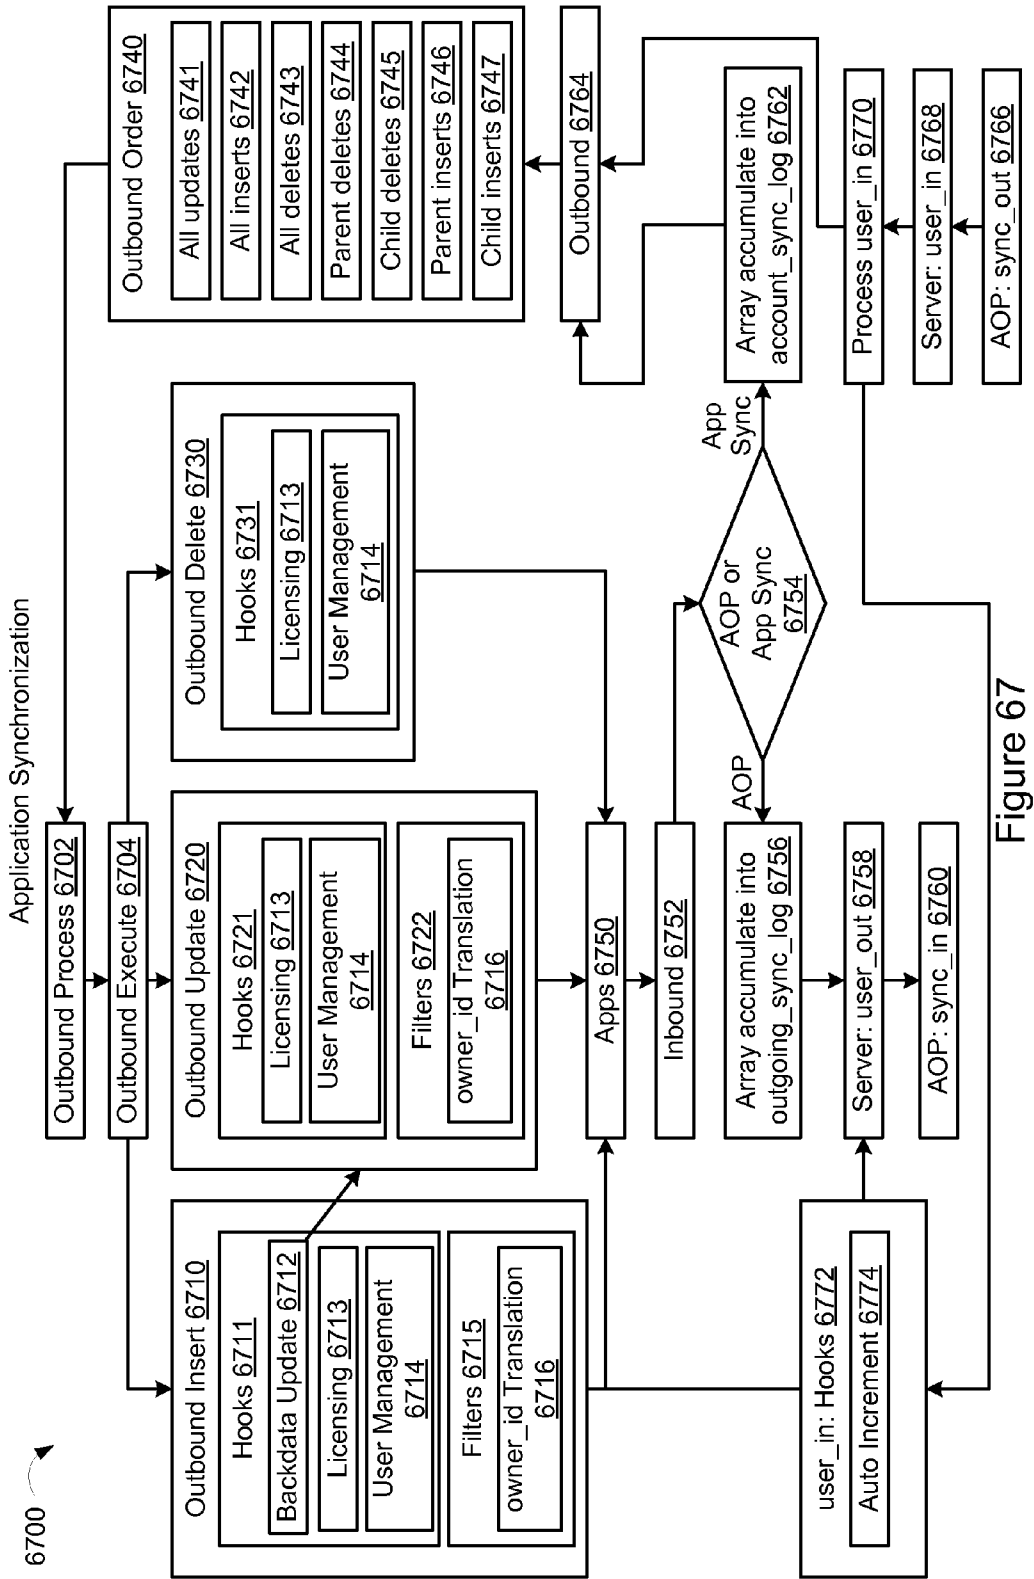 6700
Application Synchronization
Outbound Process 6702
Outbound Execute 6704
Outbound Insert 6710
Hooks 6711
Backdata Update 6712
Licensing 6713
User Management
6714
Filters 6715
owner_id Translation
6716
Outbound Update 6720
Hooks 6721
Licensing 6713
User Management
6714
Filters 6722
owner_id Translation
6716
Outbound Delete 6730
Hooks 6731
Licensing 6713
User Management
6714
Outbound Order 6740
All updates 6741
All inserts 6742
All deletes 6743
Parent deletes 6744
Child deletes 6745
Parent inserts 6746
Child inserts 6747
Outbound 6764
Apps 6750
Inbound 6752
AOP or
App Sync
6754
AOP
App
Sync
Array accumulate into
outgoing_sync_log 6756
Server: user_out 6758
AOP: sync_in 6760
Array accumulate into
account_sync_log 6762
Process user_in 6770
Server: user_in 6768
AOP: sync_out 6766
user_in: Hooks 6772
Auto Increment 6774
Figure 67